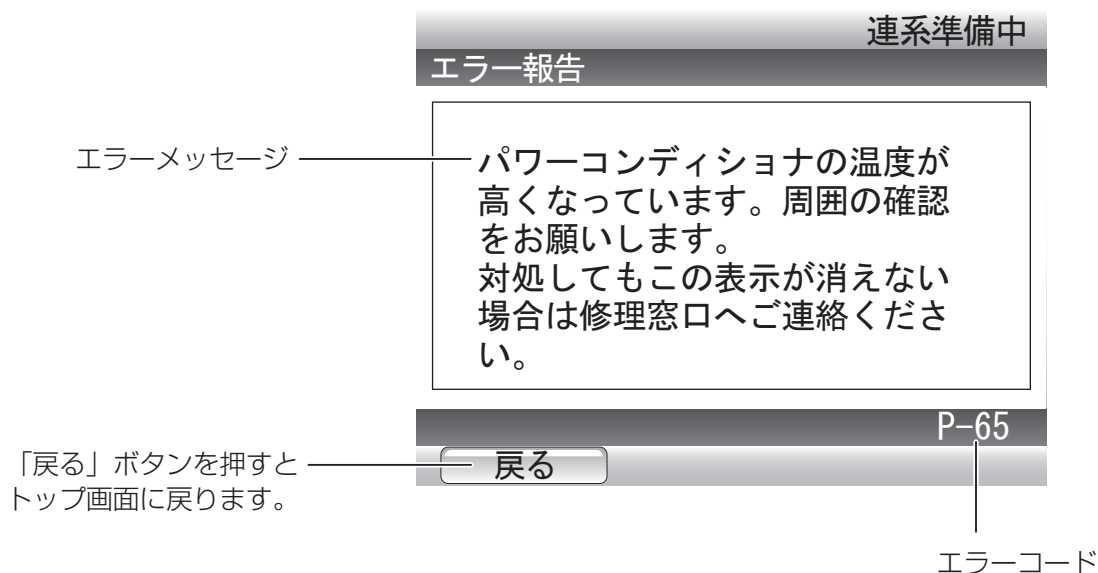 連系準備中
エラー報告
エラーメッセージ
パワーコンディショナの温度が
高くなっています。周囲の確認
をお願いします。
対処してもこの表示が消えない
場合は修理窓口へご連絡くださ
い。
P-65
「戻る」ボタンを押すと
トップ画面に戻ります。
戻る
エラーコード